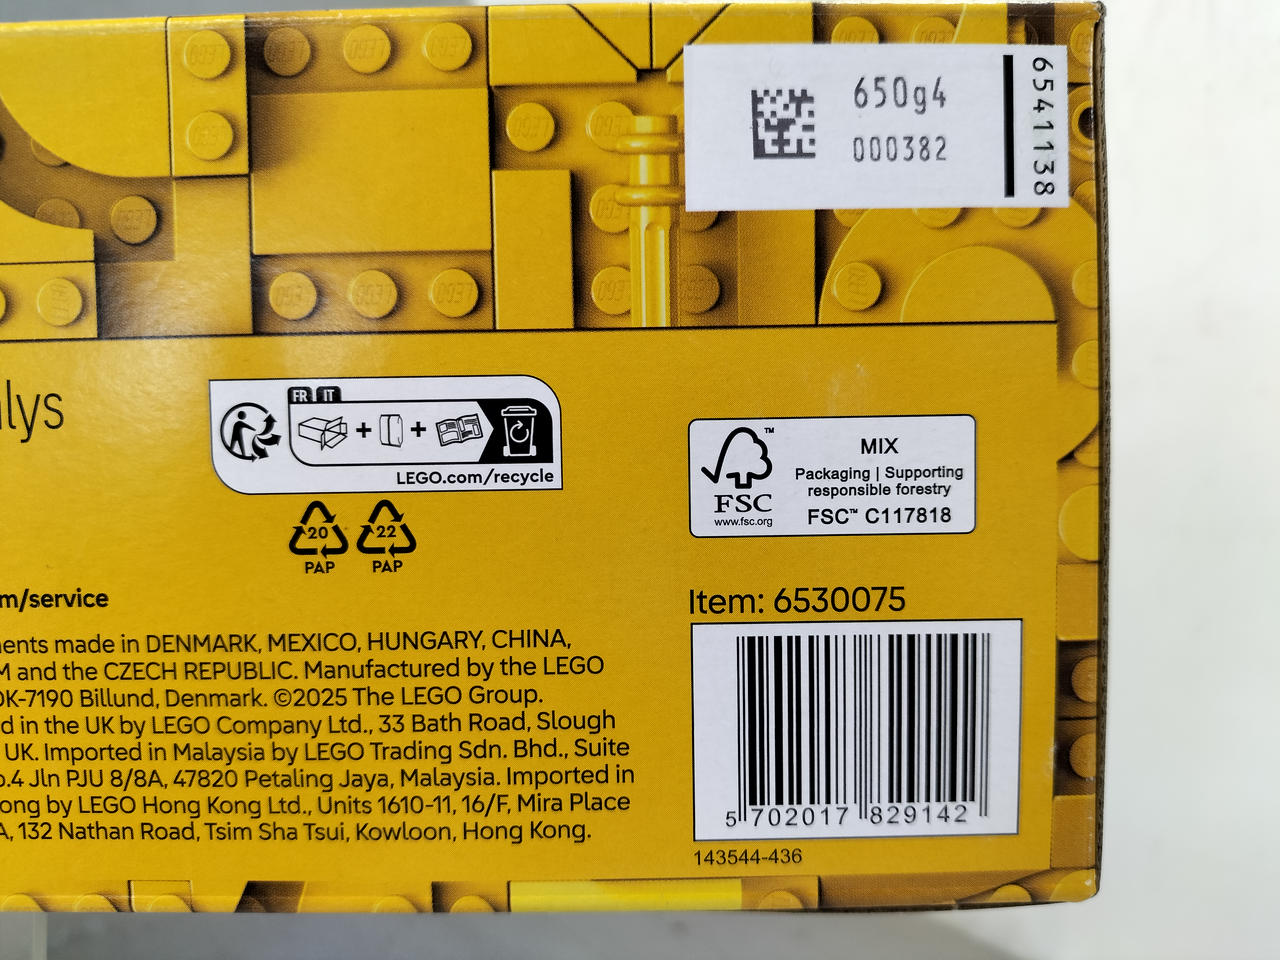 650g4
000382
6541138
lys
FR IT
LEGO.com/recycle
20
PAP
22
PAP
FSC
www.fsc.org
™
MIX
Packaging | Supporting
responsible forestry
FSC™ C117818
m/service
ents made in DENMARK, MEXICO, HUNGARY, CHINA,
M and the CZECH REPUBLIC. Manufactured by the LEGO
DK-7190 Billund, Denmark. ©2025 The LEGO Group.
d in the UK by LEGO Company Ltd., 33 Bath Road, Slough
UK. Imported in Malaysia by LEGO Trading Sdn. Bhd., Suite
o.4 Jln PJU 8/8A, 47820 Petaling Jaya, Malaysia. Imported in
ong by LEGO Hong Kong Ltd., Units 1610-11, 16/F, Mira Place
A, 132 Nathan Road, Tsim Sha Tsui, Kowloon, Hong Kong.
Item: 6530075
5 702017 829142
143544-436